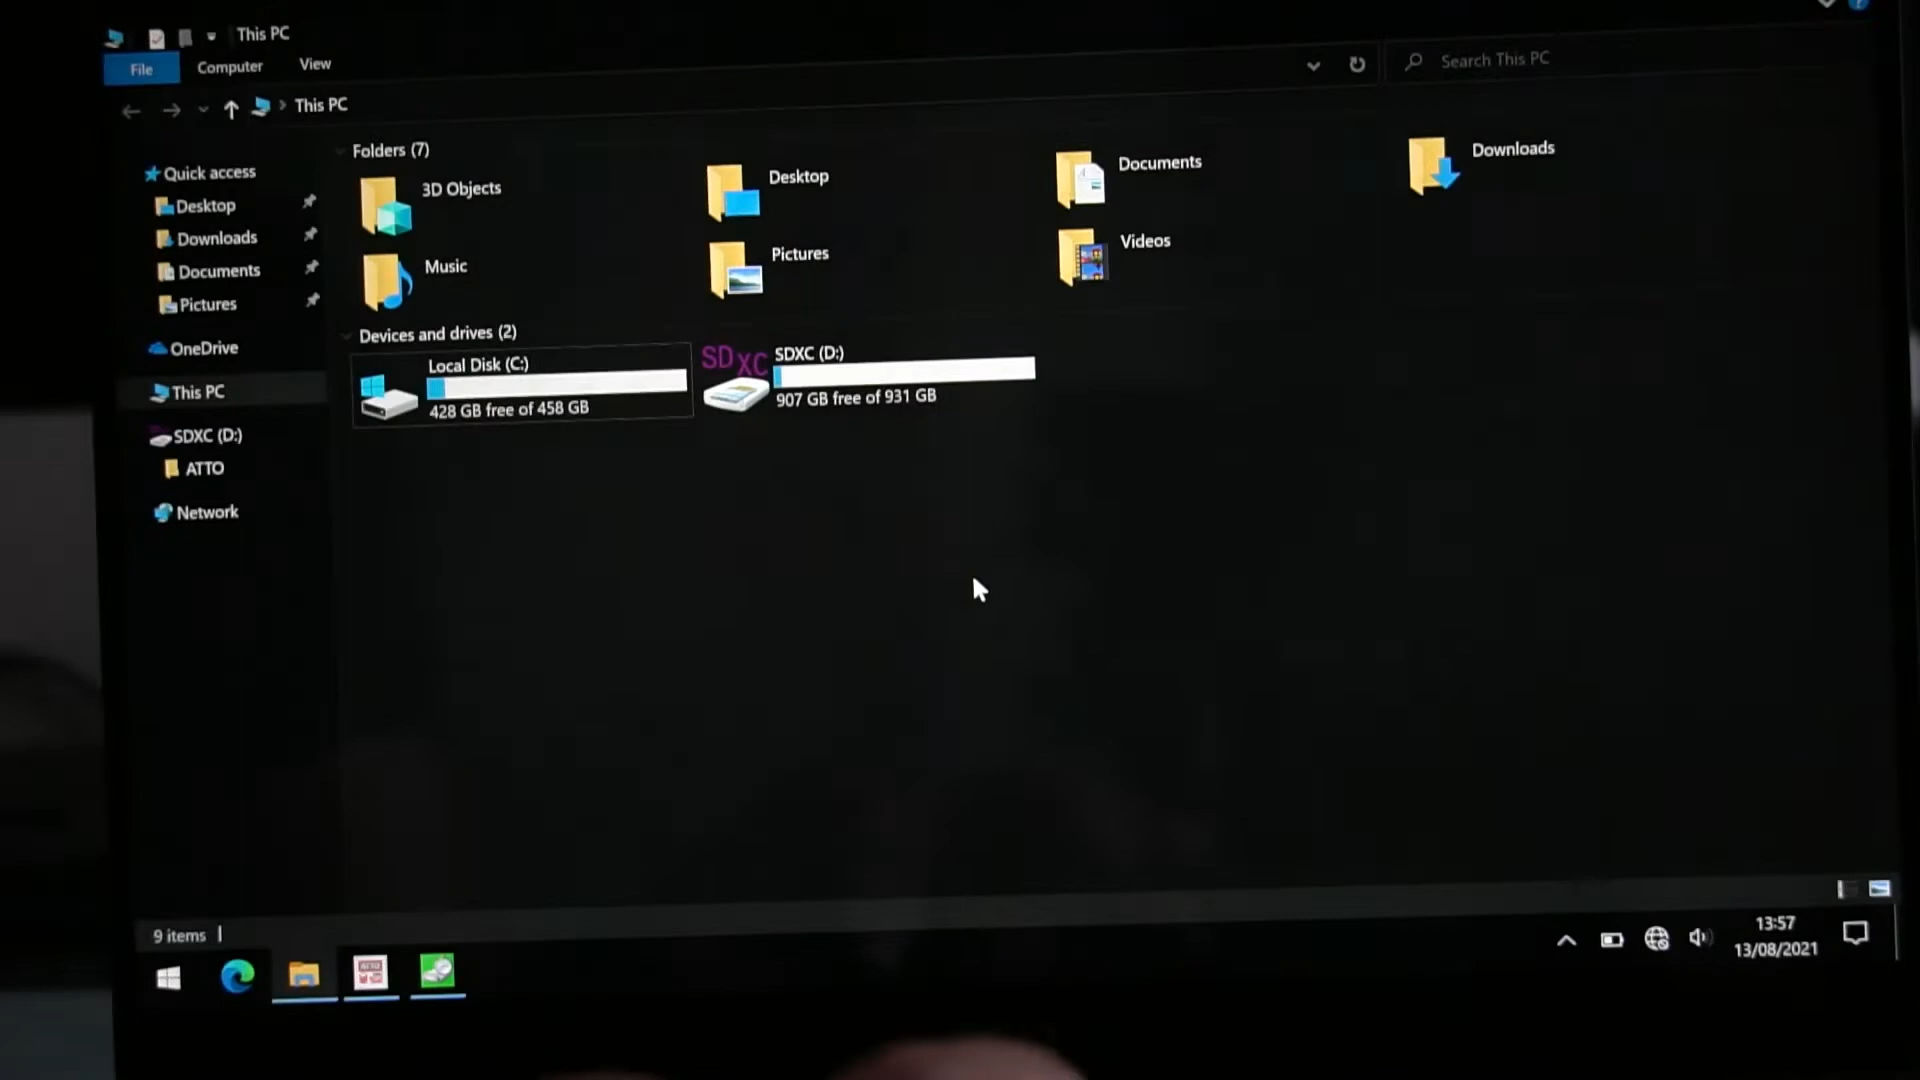 This PC
File Computer View
This PC
Search This PC
Quick access
Desktop
Downloads
Documents
Pictures
OneDrive
This PC
SDXC (D:)
ATTO
Network
Folders (7)
3D Objects
Desktop
Documents
Downloads
Music
Pictures
Videos
Devices and drives (2)
Local Disk (C:)
428 GB free of 458 GB
SDXC
SDXC (D:)
907 GB free of 931 GB
9 items
13:57
13/08/2021